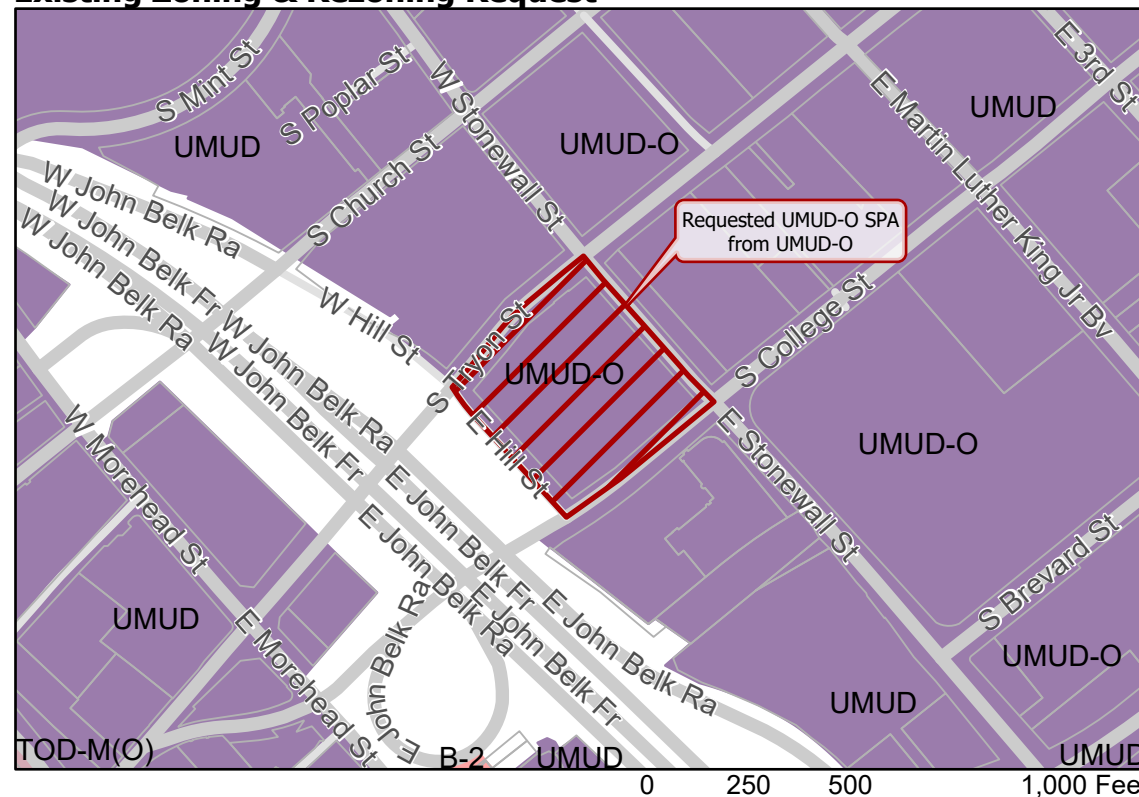 Existing Zoning & Rezoning Request
S Mint St
S Poplar St
W Stonewall St
E 3rd St
E Martin Luther King Jr Bv
UMUD
UMUD
UMUD-O
S Church St
W John Belk Ra
W John Belk Fr
W John Belk Ra
Requested UMUD-O SPA
from UMUD-O
W Hill St
S Tryon St
S College St
W John Belk Ra
W John Belk Fr
UMUD-O
E Hill St
W Morehead St
E Stonewall St
UMUD-O
E John Belk Fr
E John Belk Ra
E John Belk Fr
E John Belk Ra
S Brevard St
UMUD
E Morehead St
E John Belk Ra
UMUD-O
UMUD
TOD-M(O)
B-2
UMUD
UMUD
0 250 500 1,000 Fee